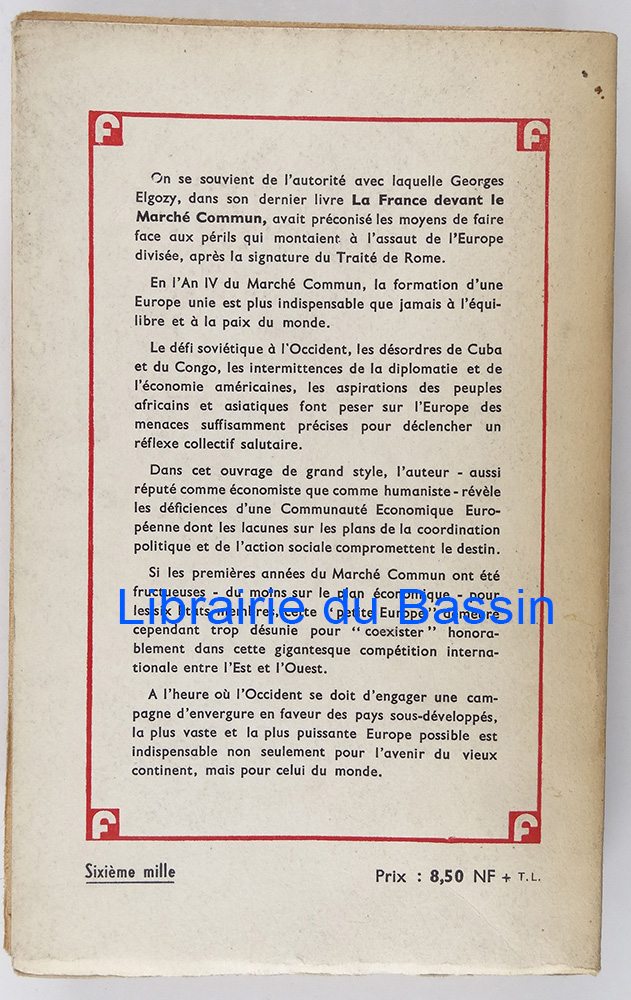 F F
On se souvient de l'autorité avec laquelle Georges
Elgozy, dans son dernier livre La France devant le
Marché Commun, avait préconisé les moyens de faire
face aux périls qui montaient à l'assaut de l'Europe
divisée, après la signature du Traité de Rome.
En l'An IV du Marché Commun, la formation d'une
Europe unie est plus indispensable que jamais à l'équi-
libre et à la paix du monde.
Le défi soviétique à l'Occident, les désordres de Cuba
et du Congo, les intermittences de la diplomatie et de
l'économie américaines, les aspirations des peuples
africains et asiatiques font peser sur l'Europe des
menaces suffisamment précises pour déclencher un
réflexe collectif salutaire.
Dans cet ouvrage de grand style, l'auteur - aussi
réputé comme économiste que comme humaniste - révèle
les déficiences d'une Communauté Economique Euro-
péenne dont les lacunes sur les plans de la coordination
politique et de l'action sociale compromettent le destin.
Si les premières années du Marché Commun ont été
fructueuses - du moins sur le plan économique - pour
les six Etats membres, cette "petite Europe" demeure
Librairie du Bassin
cependant trop désunie pour "coexister" honora-
blement dans cette gigantesque compétition interna-
tionale entre l'Est et l'Ouest.
A l'heure où l'Occident se doit d'engager une cam-
pagne d'envergure en faveur des pays sous-développés,
la plus vaste et la plus puissante Europe possible est
indispensable non seulement pour l'avenir du vieux
continent, mais pour celui du monde.
F F
Sixième mille Prix : 8,50 NF + T.L.